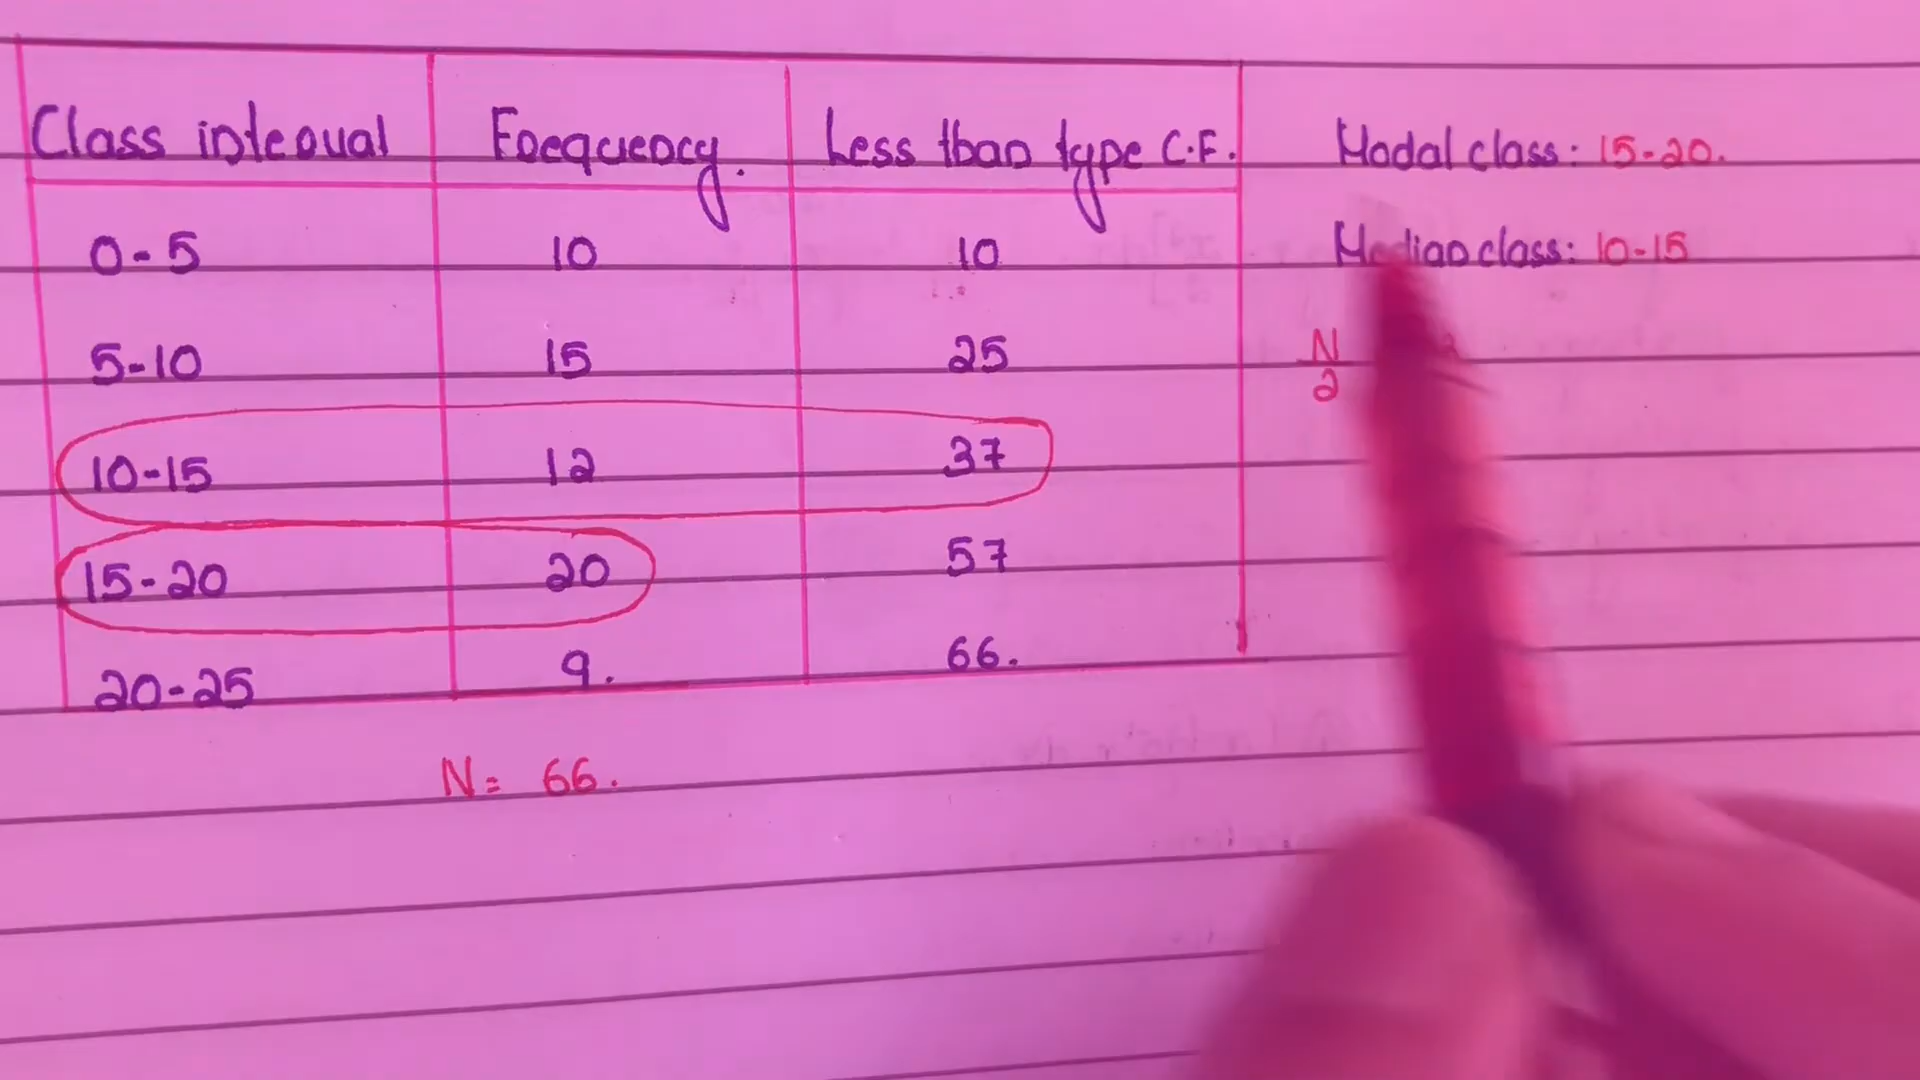 Class interval Frequency. Less than type C.F.
0-5 10 10
5-10 15 25
10-15 12 37
15-20 20 57
20-25 9. 66.
N= 66.
Modal class: 15-20.
Median class: 10-15
N
2